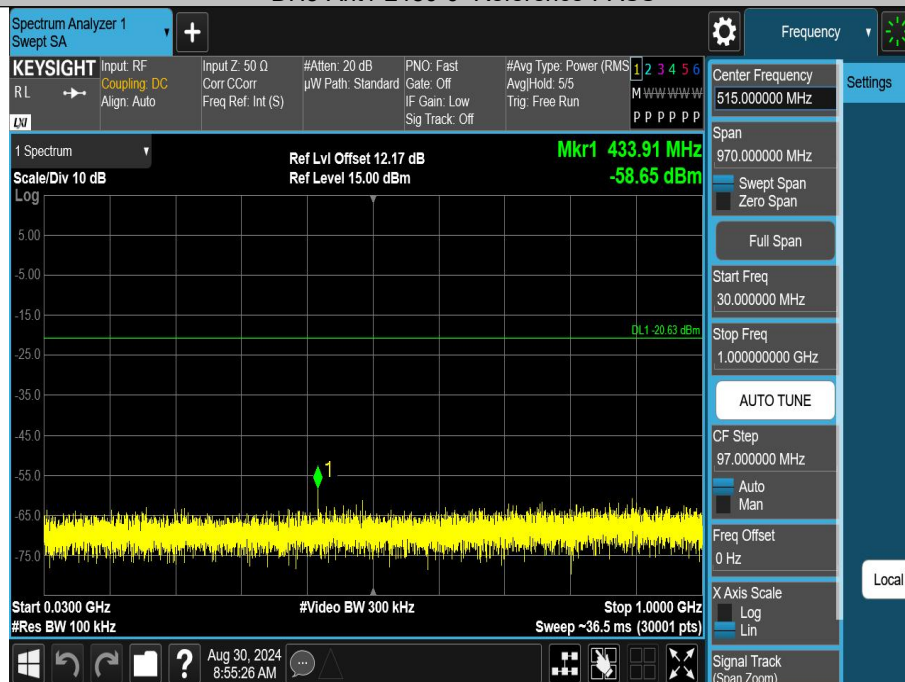 Spectrum Analyzer 1
Swept SA
+
Frequency
KEYSIGHT
RL
LXI
Input: RF
Coupling: DC
Align: Auto
Input Z: 50 Ω
Corr CCorr
Freq Ref: Int (S)
#Atten: 20 dB
µW Path: Standard
PNO: Fast
Gate: Off
IF Gain: Low
Sig Track: Off
#Avg Type: Power (RMS
Avg|Hold: 5/5
Trig: Free Run
1 2 3 4 5 6
M W W W W W
P P P P P P
Center Frequency
515.000000 MHz
Settings
1 Spectrum
Scale/Div 10 dB
Log
Ref Lvl Offset 12.17 dB
Ref Level 15.00 dBm
Mkr1 433.91 MHz
-58.65 dBm
Span
970.000000 MHz
Swept Span
Zero Span
Full Span
Start Freq
30.000000 MHz
Stop Freq
1.000000000 GHz
AUTO TUNE
CF Step
97.000000 MHz
Auto
Man
Freq Offset
0 Hz
X Axis Scale
Log
Lin
Signal Track
(Span Zoom)
Local
5.00
-5.00
-15.0
DL1 -20.63 dBm
-25.0
-35.0
-45.0
-55.0
1
-65.0
-75.0
Start 0.0300 GHz
#Res BW 100 kHz
#Video BW 300 kHz
Stop 1.0000 GHz
Sweep ~36.5 ms (30001 pts)
?
Aug 30, 2024
8:55:26 AM